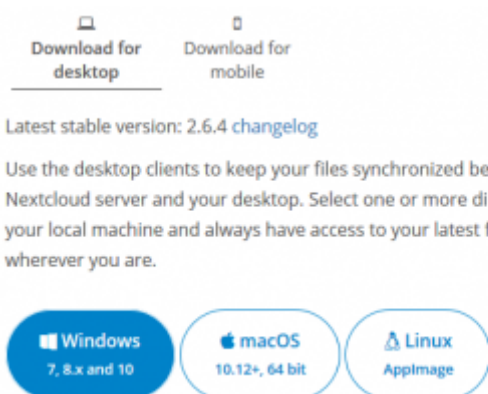 Download for desktop
Download for mobile
Latest stable version: 2.6.4 changelog
Use the desktop clients to keep your files synchronized be
Nextcloud server and your desktop. Select one or more di
your local machine and always have access to your latest f
wherever you are.
Windows
7, 8.x and 10
macOS
10.12+, 64 bit
Linux
AppImage